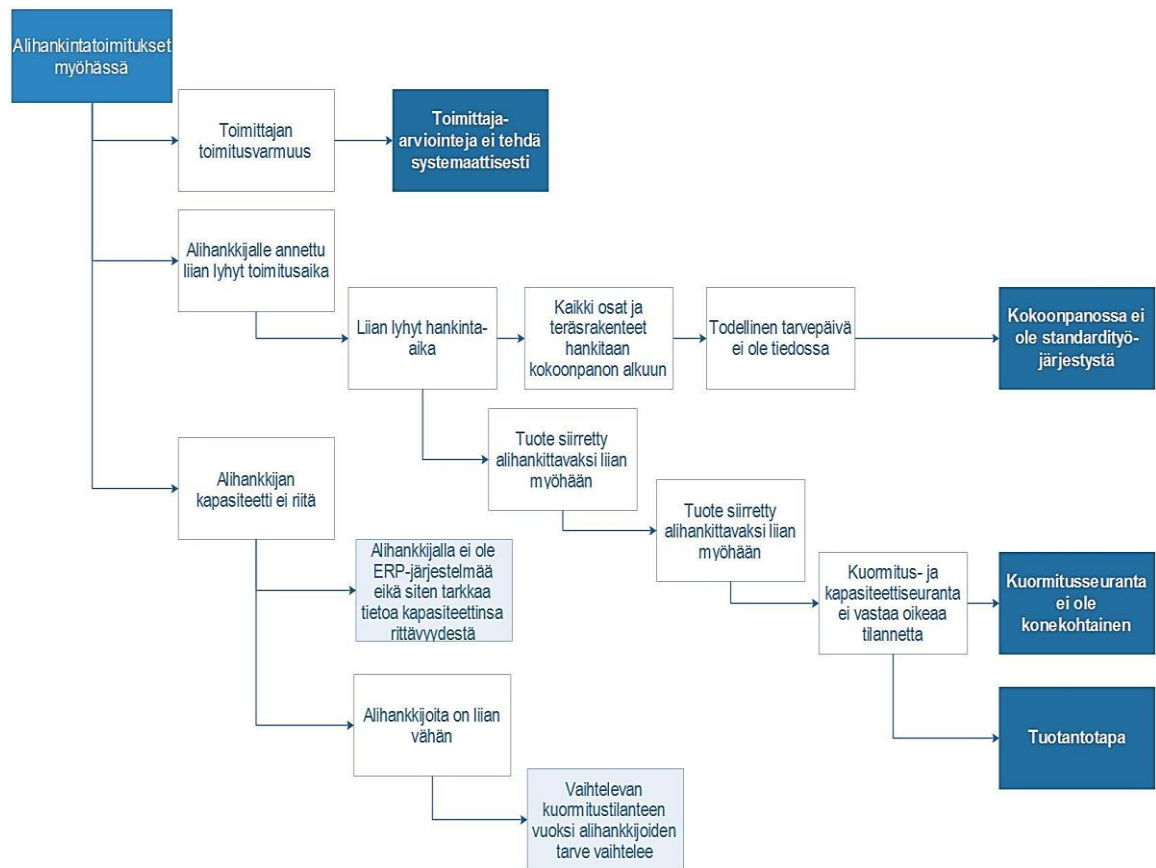 Alihankintatoimitukset
myöhässä
Toimittajan
toimitusvarmuus
Toimittaja-
arviointeja ei tehdä
systemaattisesti
Alihankkijalle annettu
liian lyhyt toimitusaika
Liian lyhyt hankinta-
aika
Kaikki osat ja
teräsrakenteet
hankitaan
kokoonpanon alkuun
Todellinen tarvepäivä
ei ole tiedossa
Kokoonpanossa ei
ole standardityö-
järjestystä
Tuote siirretty
alihankittavaksi liian
myöhään
Alihankkijan
kapasiteetti ei riitä
Tuote siirretty
alihankittavaksi liian
myöhään
Alihankkijalla ei ole
ERP-järjestelmää
eikä siten tarkkaa
tietoa kapasiteettinsa
rittävyydestä
Kuormitus- ja
kapasiteettiseuranta
ei vastaa oikeaa
tilannetta
Kuormitusseuranta
ei ole
konekohtainen
Alihankkijoita on liian
vähän
Tuotantotapa
Vaihtelevan
kuormitustilanteen
vuoksi alihankkijoiden
tarve vaihtelee